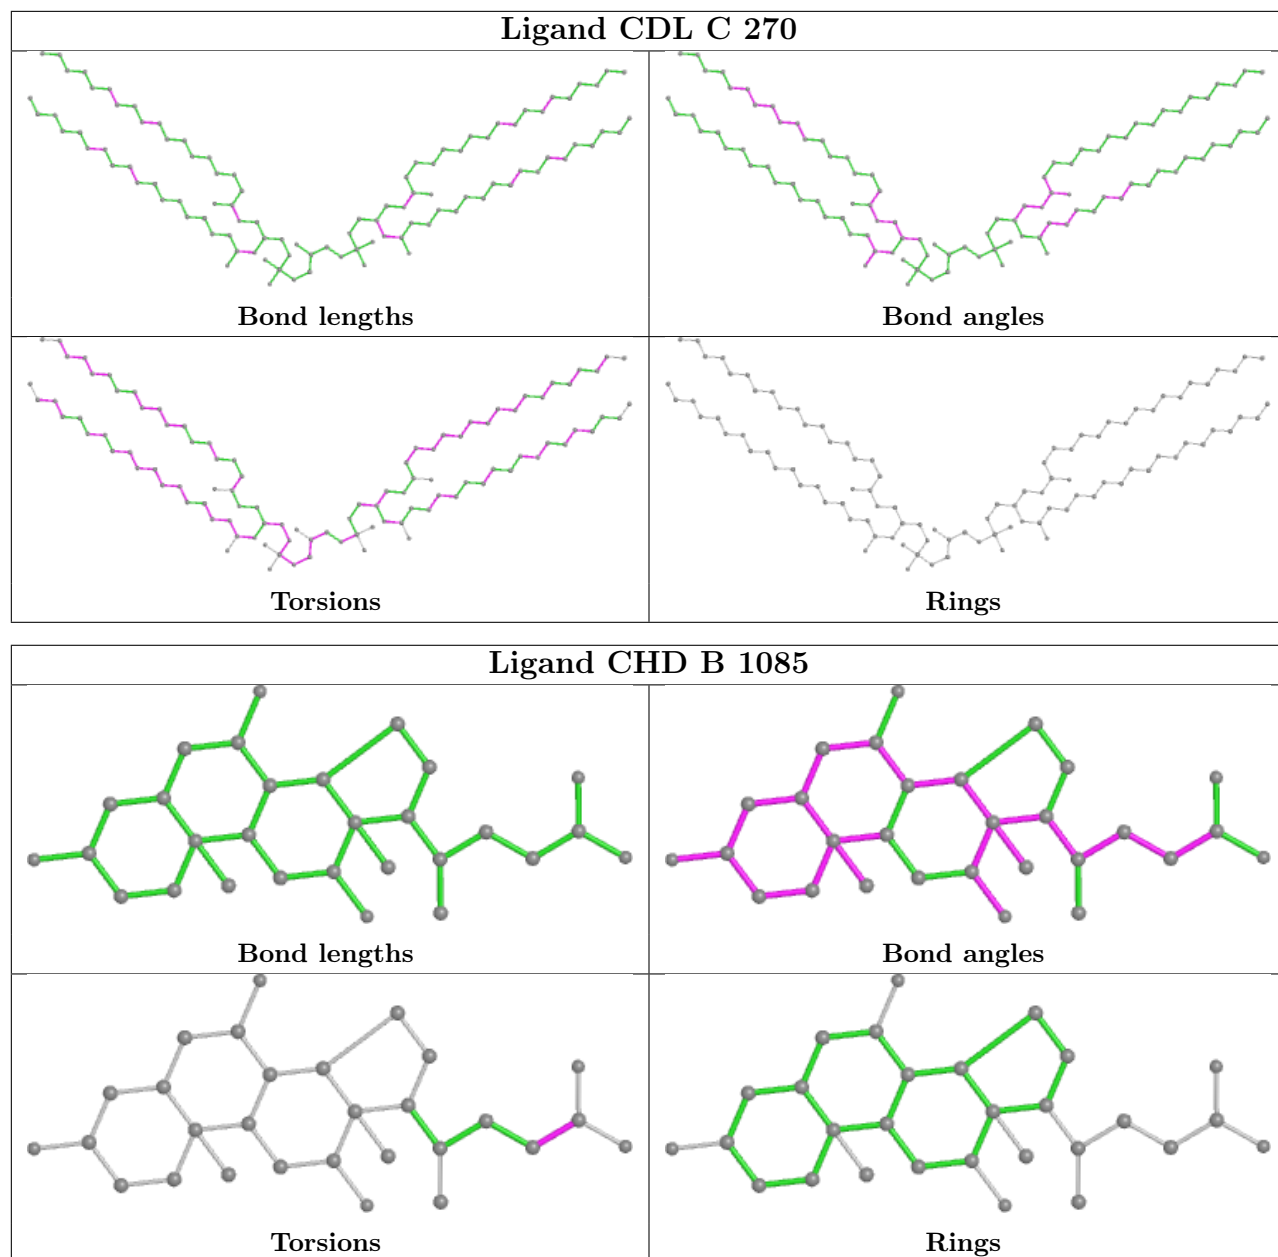 Ligand CDL C 270
Bond lengths
Bond angles
Torsions
Rings
Ligand CHD B 1085
Bond lengths
Bond angles
Torsions
Rings